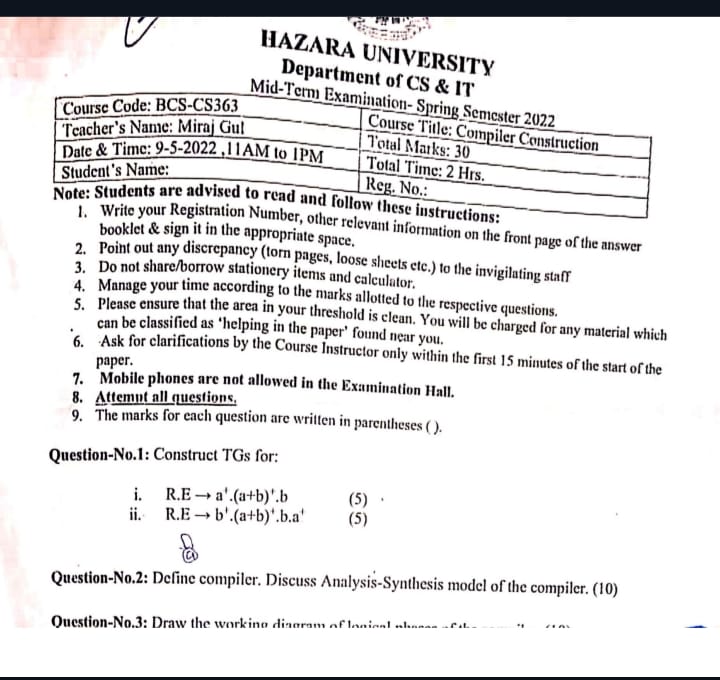 HAZARA UNIVERSITY
Department of CS & IT
Mid-Term Examination- Spring Semester 2022
Course Code: BCS-CS363
Course Title: Compiler Construction
Teacher's Name: Miraj Gul
Total Marks: 30
Date & Time: 9-5-2022 ,11AM to 1PM
Total Time: 2 Hrs.
Student's Name:
Reg. No.:
Note: Students are advised to read and follow these instructions:
1. Write your Registration Number, other relevant information on the front page of the answer
booklet & sign it in the appropriate space.
2. Point out any discrepancy (torn pages, loose sheets etc.) to the invigilating staff
3. Do not share/borrow stationery items and calculator.
4. Manage your time according to the marks allotted to the respective questions.
5. Please ensure that the area in your threshold is clean. You will be charged for any material which
can be classified as 'helping in the paper' found near you.
6. Ask for clarifications by the Course Instructor only within the first 15 minutes of the start of the
paper.
7. Mobile phones are not allowed in the Examination Hall.
8. Attempt all questions.
9. The marks for each question are written in parentheses ( ).
Question-No.1: Construct TGs for:
i. R.E → a⁺.(a+b)⁺.b (5)
ii. R.E → b⁺.(a+b)⁺.b.a⁺ (5)
Question-No.2: Define compiler. Discuss Analysis-Synthesis model of the compiler. (10)
Question-No.3: Draw the working diagram of logical phases of the